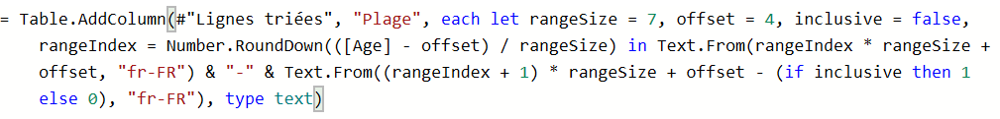 = Table.AddColumn(#"Lignes triées", "Plage", each let rangeSize = 7, offset = 4, inclusive = false,
rangeIndex = Number.RoundDown(([Age] - offset) / rangeSize) in Text.From(rangeIndex * rangeSize +
offset, "fr-FR") & "-" & Text.From((rangeIndex + 1) * rangeSize + offset - (if inclusive then 1
else 0), "fr-FR"), type text)